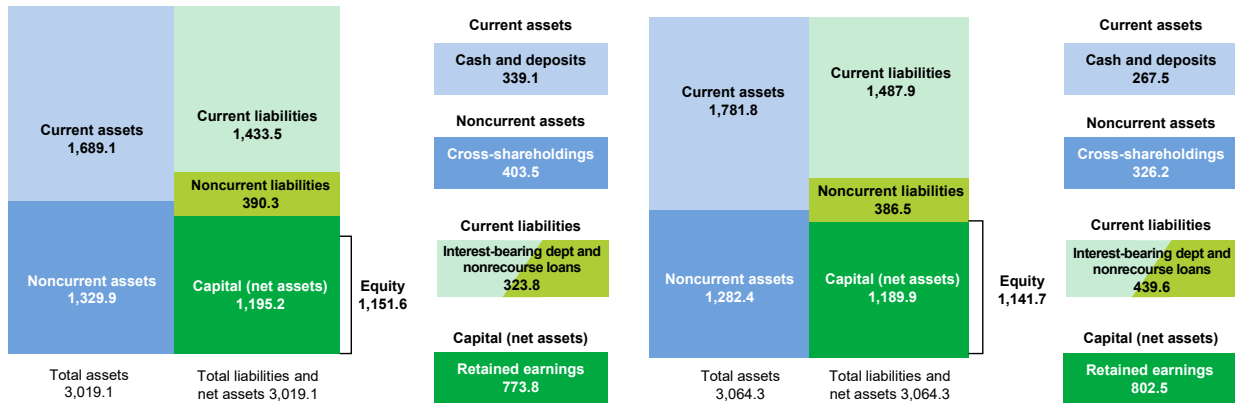 Current assets
1,689.1
Noncurrent assets
1,329.9
Current liabilities
1,433.5
Noncurrent liabilities
390.3
Capital (net assets)
1,195.2
Equity
1,151.6
Total assets
3,019.1
Total liabilities and
net assets 3,019.1
Current assets
Cash and deposits
339.1
Noncurrent assets
Cross-shareholdings
403.5
Current liabilities
Interest-bearing dept and
nonrecourse loans
323.8
Capital (net assets)
Retained earnings
773.8
Current assets
1,781.8
Noncurrent assets
1,282.4
Current liabilities
1,487.9
Noncurrent liabilities
386.5
Capital (net assets)
1,189.9
Equity
1,141.7
Total assets
3,064.3
Total liabilities and
net assets 3,064.3
Current assets
Cash and deposits
267.5
Noncurrent assets
Cross-shareholdings
326.2
Current liabilities
Interest-bearing dept and
nonrecourse loans
439.6
Capital (net assets)
Retained earnings
802.5